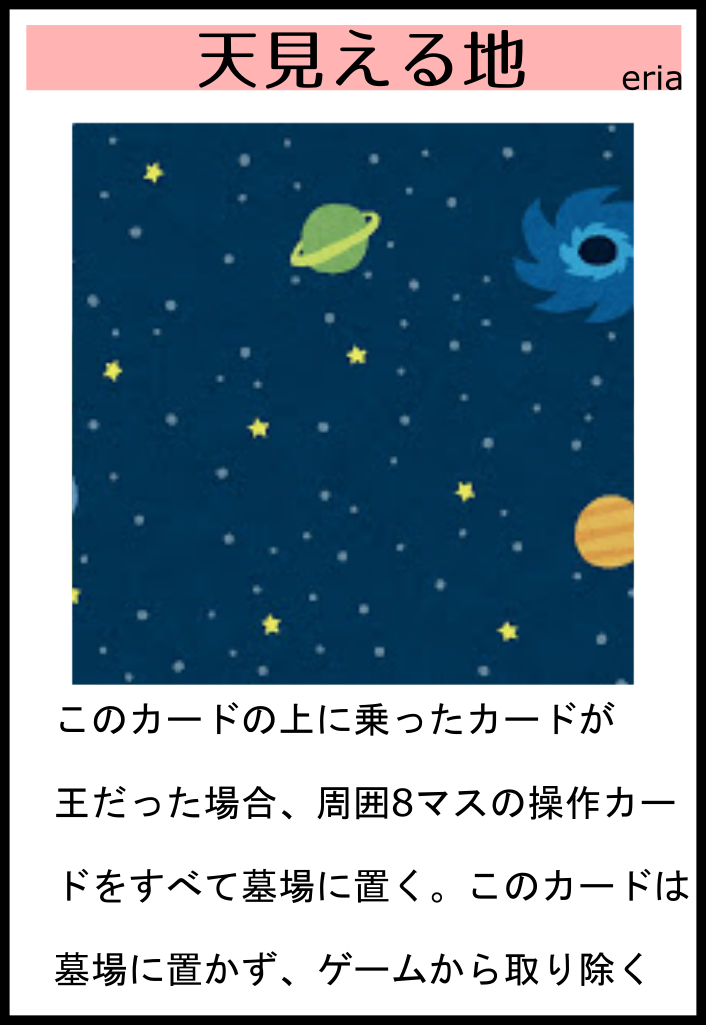 天見える地
eria
このカードの上に乗ったカードが
王だった場合、周囲8マスの操作カー
ドをすべて墓場に置く。このカードは
墓場に置かず、ゲームから取り除く